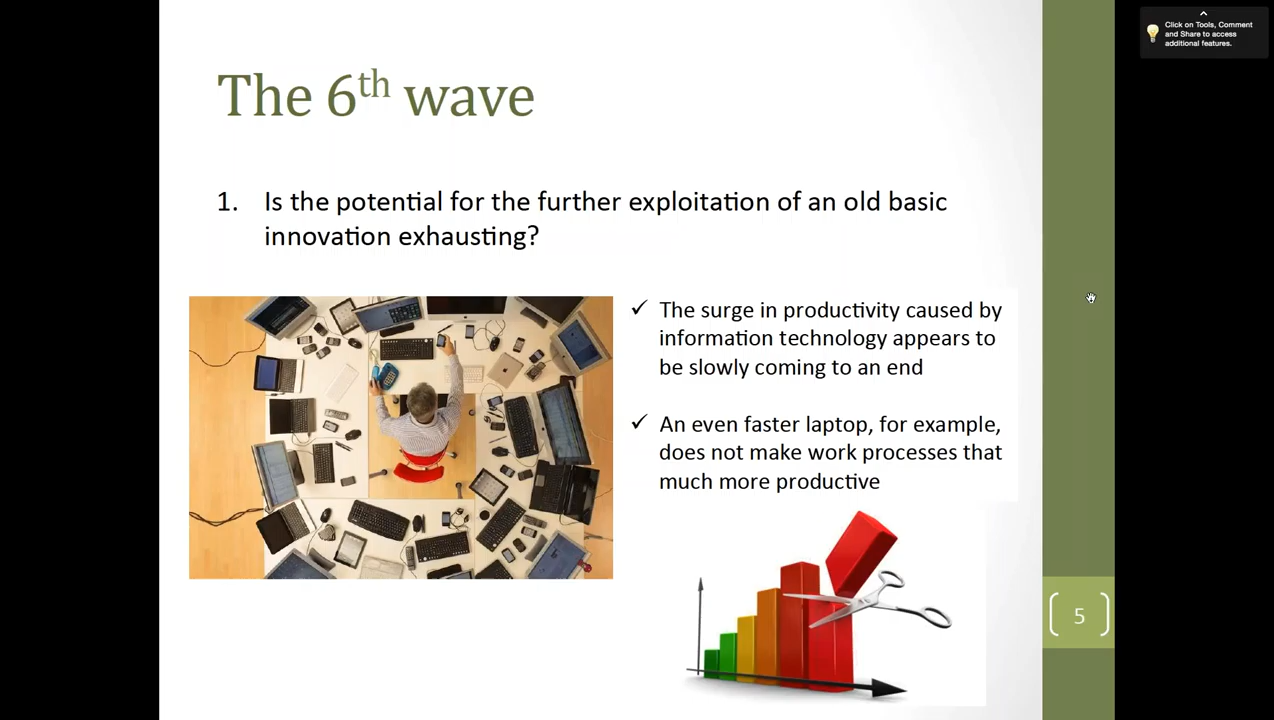 Click on Tools, Comment
and Share to access
additional features.
The 6th wave
1. Is the potential for the further exploitation of an old basic
innovation exhausting?
✓ The surge in productivity caused by
information technology appears to
be slowly coming to an end
✓ An even faster laptop, for example,
does not make work processes that
much more productive
5